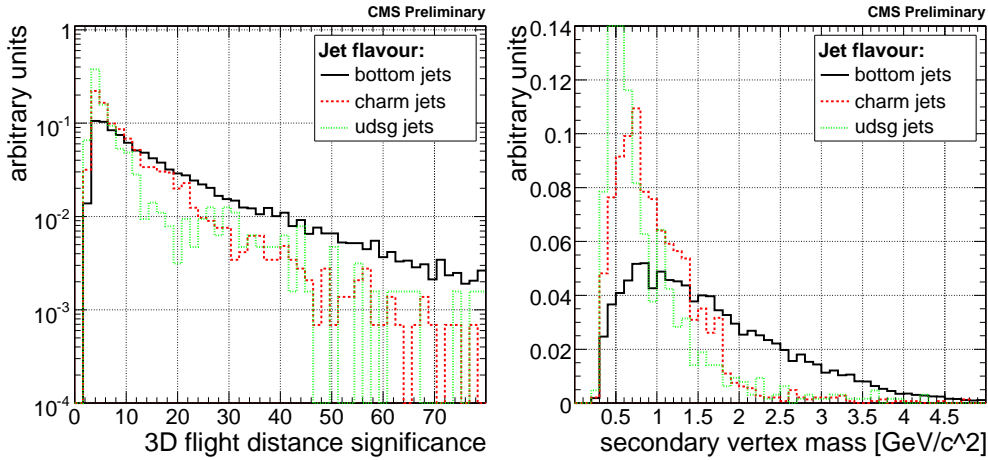 CMS Preliminary
arbitrary units
1
10^-1
10^-2
10^-3
10^-4
Jet flavour:
bottom jets
charm jets
udsg jets
0 10 20 30 40 50 60 70
3D flight distance significance
CMS Preliminary
arbitrary units
0.14
0.12
0.1
0.08
0.06
0.04
0.02
0
Jet flavour:
bottom jets
charm jets
udsg jets
0.5 1 1.5 2 2.5 3 3.5 4 4.5
secondary vertex mass [GeV/c^2]